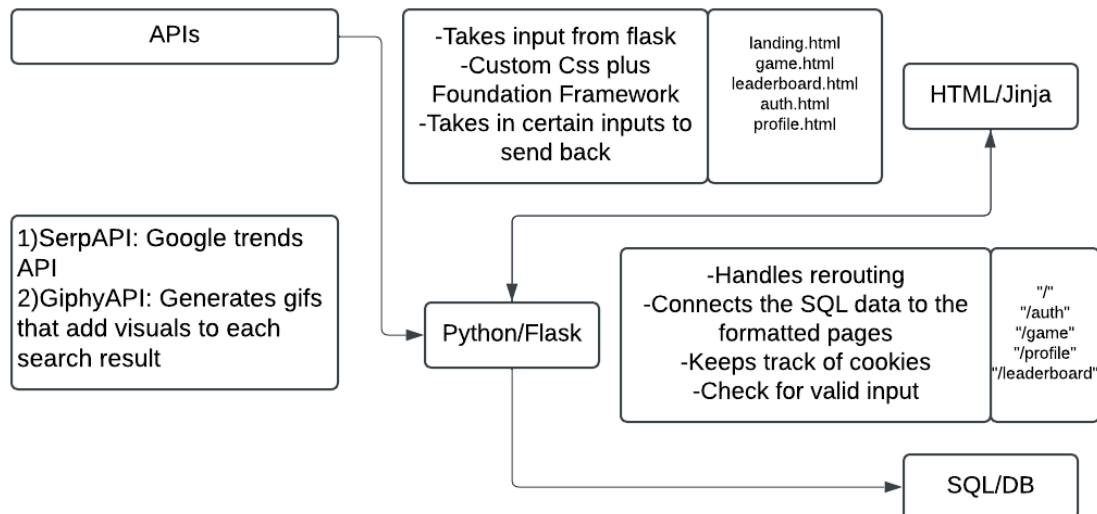 APIs
-Takes input from flask
-Custom Css plus
Foundation Framework
-Takes in certain inputs to
send back
landing.html
game.html
leaderboard.html
auth.html
profile.html
HTML/Jinja
1)SerpAPI: Google trends
API
2)GiphyAPI: Generates gifs
that add visuals to each
search result
Python/Flask
-Handles rerouting
-Connects the SQL data to the
formatted pages
-Keeps track of cookies
-Check for valid input
"/"
"/auth"
"/game"
"/profile"
"/leaderboard"
SQL/DB